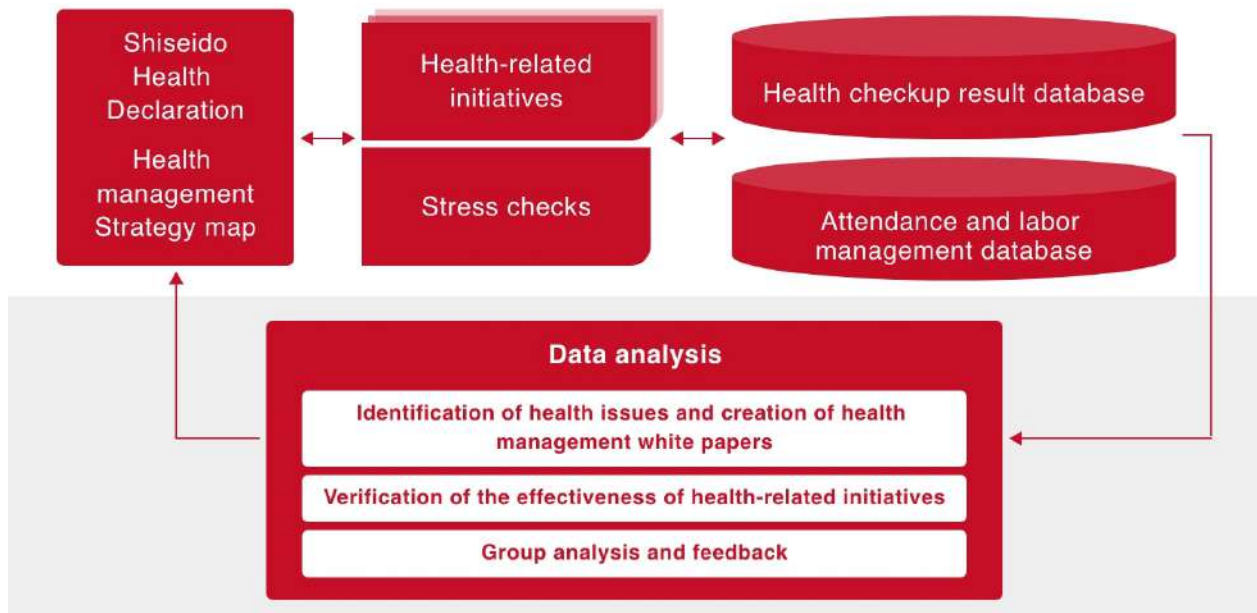 Shiseido
Health
Declaration
Health
management
Strategy map
Health-related
initiatives
Stress checks
Health checkup result database
Attendance and labor
management database
Data analysis
Identification of health issues and creation of health
management white papers
Verification of the effectiveness of health-related initiatives
Group analysis and feedback